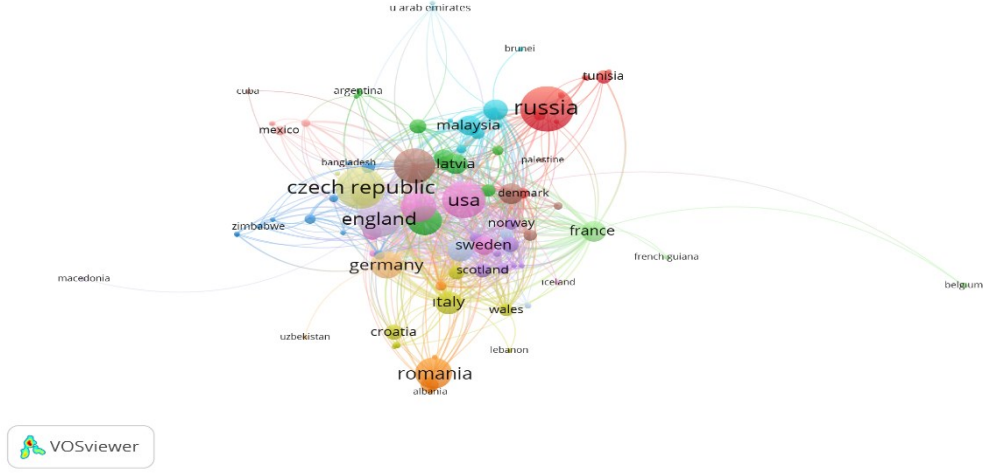 u arab emirates
brunei
tunisia
cuba
argentina
russia
mexico
malaysia
bangladesh
latvia
palestine
czech republic
denmark
usa
england
zimbabwe
norway
france
sweden
french guiana
germany
scotland
macedonia
iceland
belgium
italy
wales
croatia
uzbekistan
lebanon
romania
albania
VOSviewer